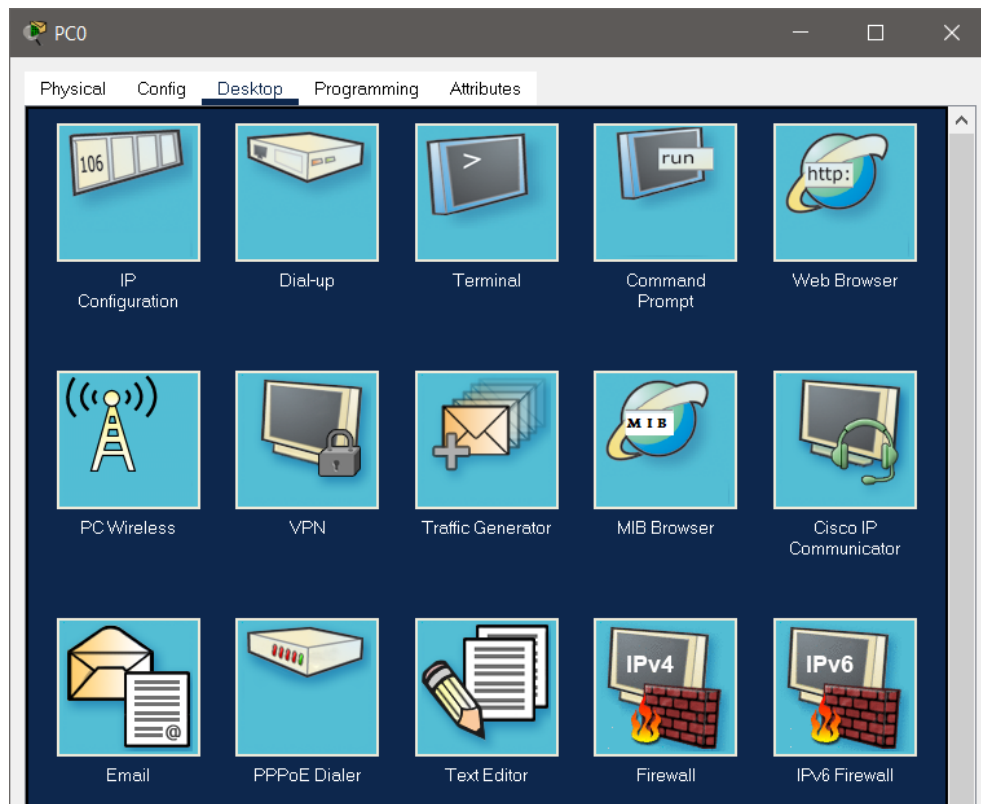 PC0
Physical Config Desktop Programming Attributes
106
>
run
http:
IP
Configuration
Dial-up
Terminal
Command
Prompt
Web Browser
MIB
PC Wireless
VPN
Traffic Generator
MIB Browser
Cisco IP
Communicator
@
IPv4
IPv6
Email
PPPoE Dialer
Text Editor
Firewall
IPv6 Firewall